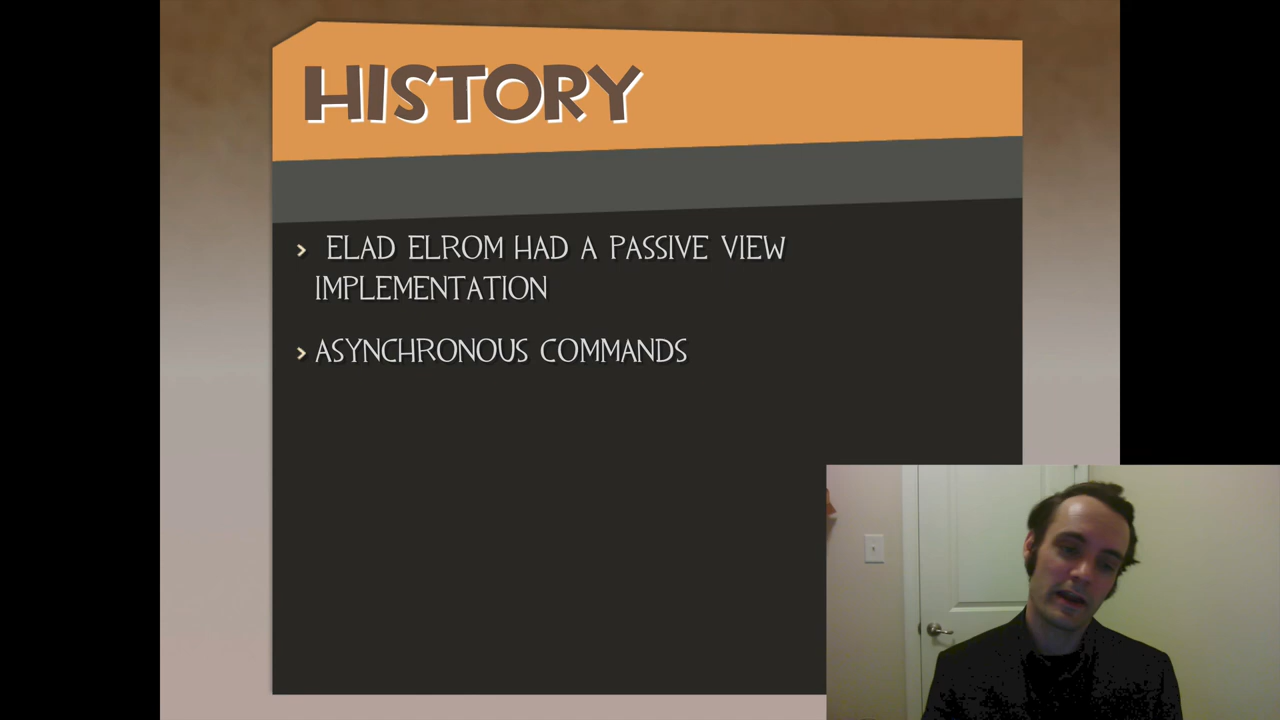 HISTORY
› ELAD ELROM HAD A PASSIVE VIEW
IMPLEMENTATION
› ASYNCHRONOUS COMMANDS